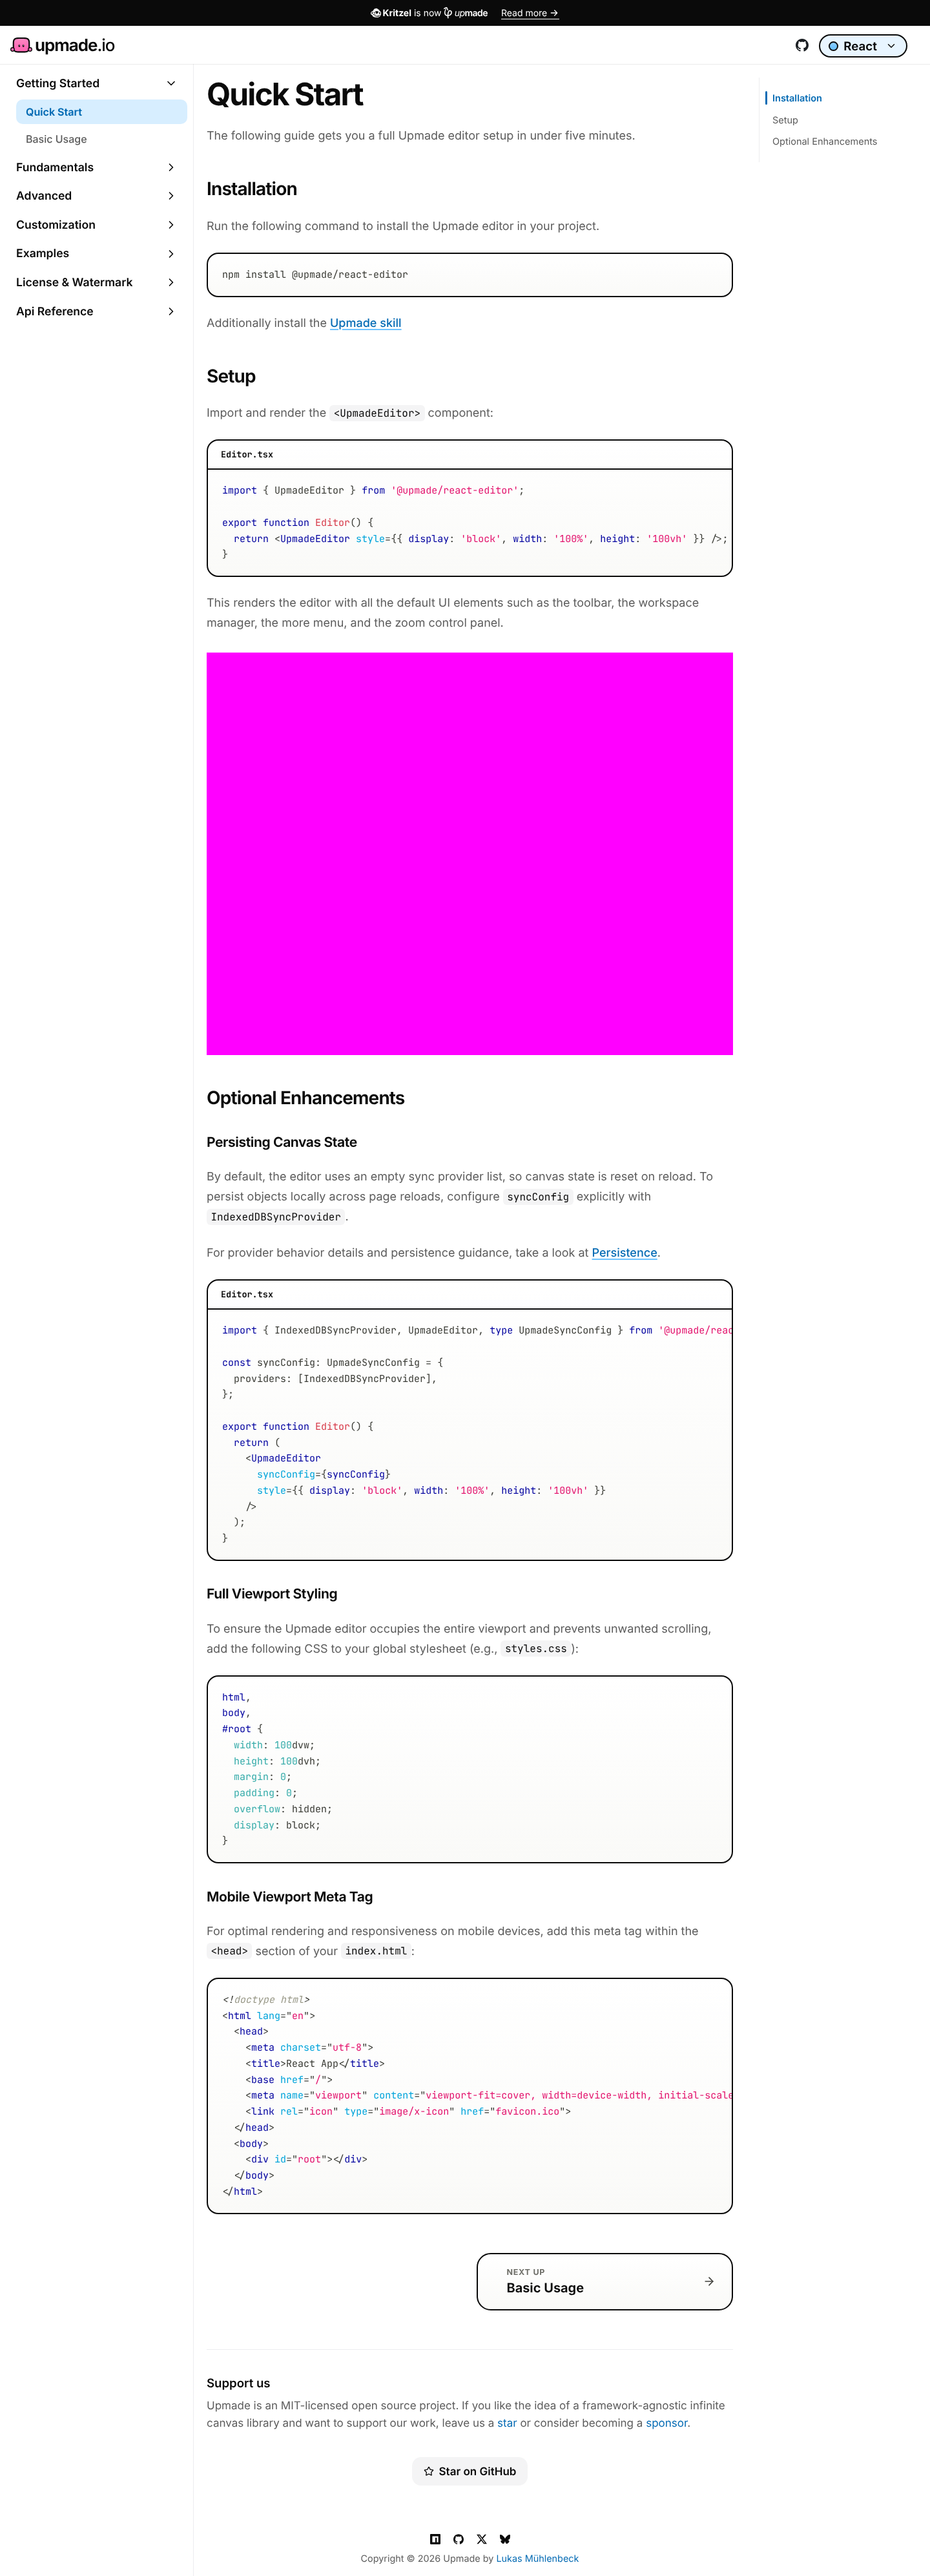 Kritzel is now upmade Read more →
upmade.io
React
Getting Started
Quick Start
Basic Usage
Fundamentals
Advanced
Customization
Examples
License & Watermark
Api Reference
Quick Start
The following guide gets you a full Upmade editor setup in under five minutes.
Installation
Run the following command to install the Upmade editor in your project.
npm install @upmade/react-editor
Additionally install the Upmade skill
Setup
Import and render the <UpmadeEditor> component:
Editor.tsx
import { UpmadeEditor } from '@upmade/react-editor';
export function Editor() {
  return <UpmadeEditor style={{ display: 'block', width: '100%', height: '100vh' }} />;
}
This renders the editor with all the default UI elements such as the toolbar, the workspace
manager, the more menu, and the zoom control panel.
Optional Enhancements
Persisting Canvas State
By default, the editor uses an empty sync provider list, so canvas state is reset on reload. To
persist objects locally across page reloads, configure syncConfig explicitly with
IndexedDBSyncProvider.
For provider behavior details and persistence guidance, take a look at Persistence.
Editor.tsx
import { IndexedDBSyncProvider, UpmadeEditor, type UpmadeSyncConfig } from '@upmade/reac
const syncConfig: UpmadeSyncConfig = {
  providers: [IndexedDBSyncProvider],
};
export function Editor() {
  return (
    <UpmadeEditor
      syncConfig={syncConfig}
      style={{ display: 'block', width: '100%', height: '100vh' }}
    />
  );
}
Full Viewport Styling
To ensure the Upmade editor occupies the entire viewport and prevents unwanted scrolling,
add the following CSS to your global stylesheet (e.g., styles.css):
html,
body,
#root {
  width: 100dvw;
  height: 100dvh;
  margin: 0;
  padding: 0;
  overflow: hidden;
  display: block;
}
Mobile Viewport Meta Tag
For optimal rendering and responsiveness on mobile devices, add this meta tag within the
<head> section of your index.html:
<!doctype html>
<html lang="en">
  <head>
    <meta charset="utf-8">
    <title>React App</title>
    <base href="/">
    <meta name="viewport" content="viewport-fit=cover, width=device-width, initial-scale
    <link rel="icon" type="image/x-icon" href="favicon.ico">
  </head>
  <body>
    <div id="root"></div>
  </body>
</html>
NEXT UP
Basic Usage
Support us
Upmade is an MIT-licensed open source project. If you like the idea of a framework-agnostic infinite
canvas library and want to support our work, leave us a star or consider becoming a sponsor.
Star on GitHub
Copyright © 2026 Upmade by Lukas Mühlenbeck
Installation
Setup
Optional Enhancements